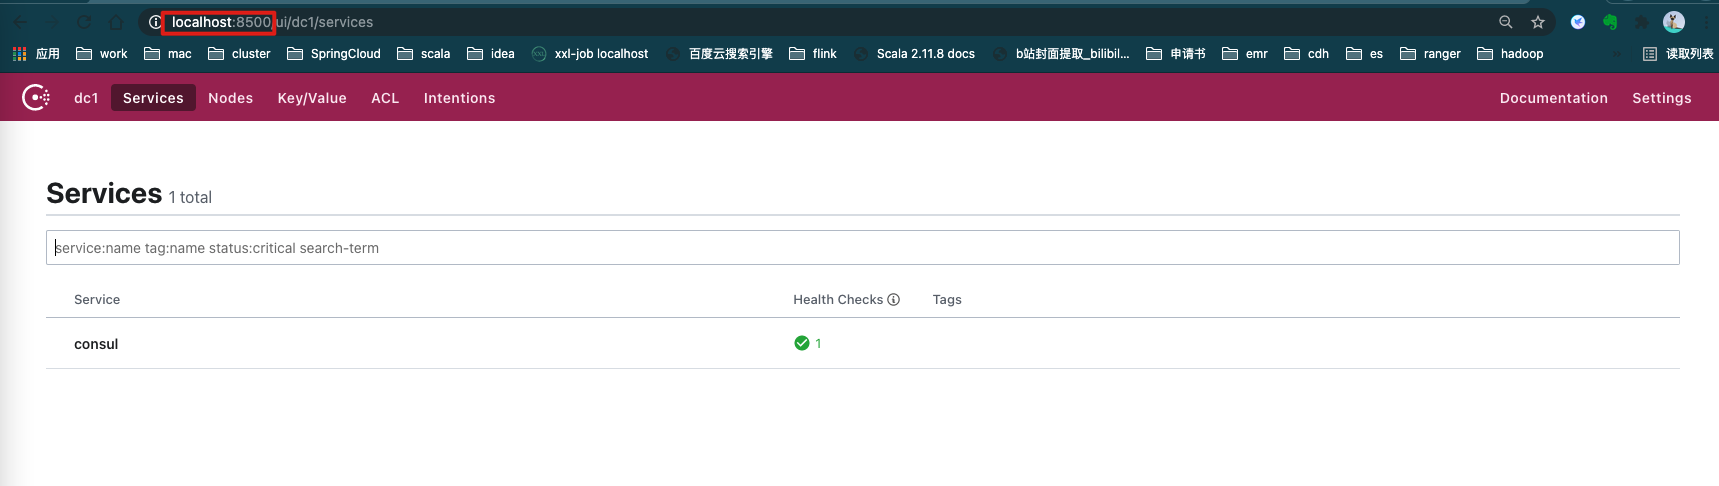 localhost:8500/ui/dc1/services
应用 work mac cluster SpringCloud scala idea xxl-job localhost 百度云搜索引擎 flink Scala 2.11.8 docs b站封面提取_bilibil... 申请书 emr cdh es ranger hadoop 读取列表
dc1 Services Nodes Key/Value ACL Intentions Documentation Settings
Services 1 total
service:name tag:name status:critical search-term
Service Health Checks Tags
consul 1